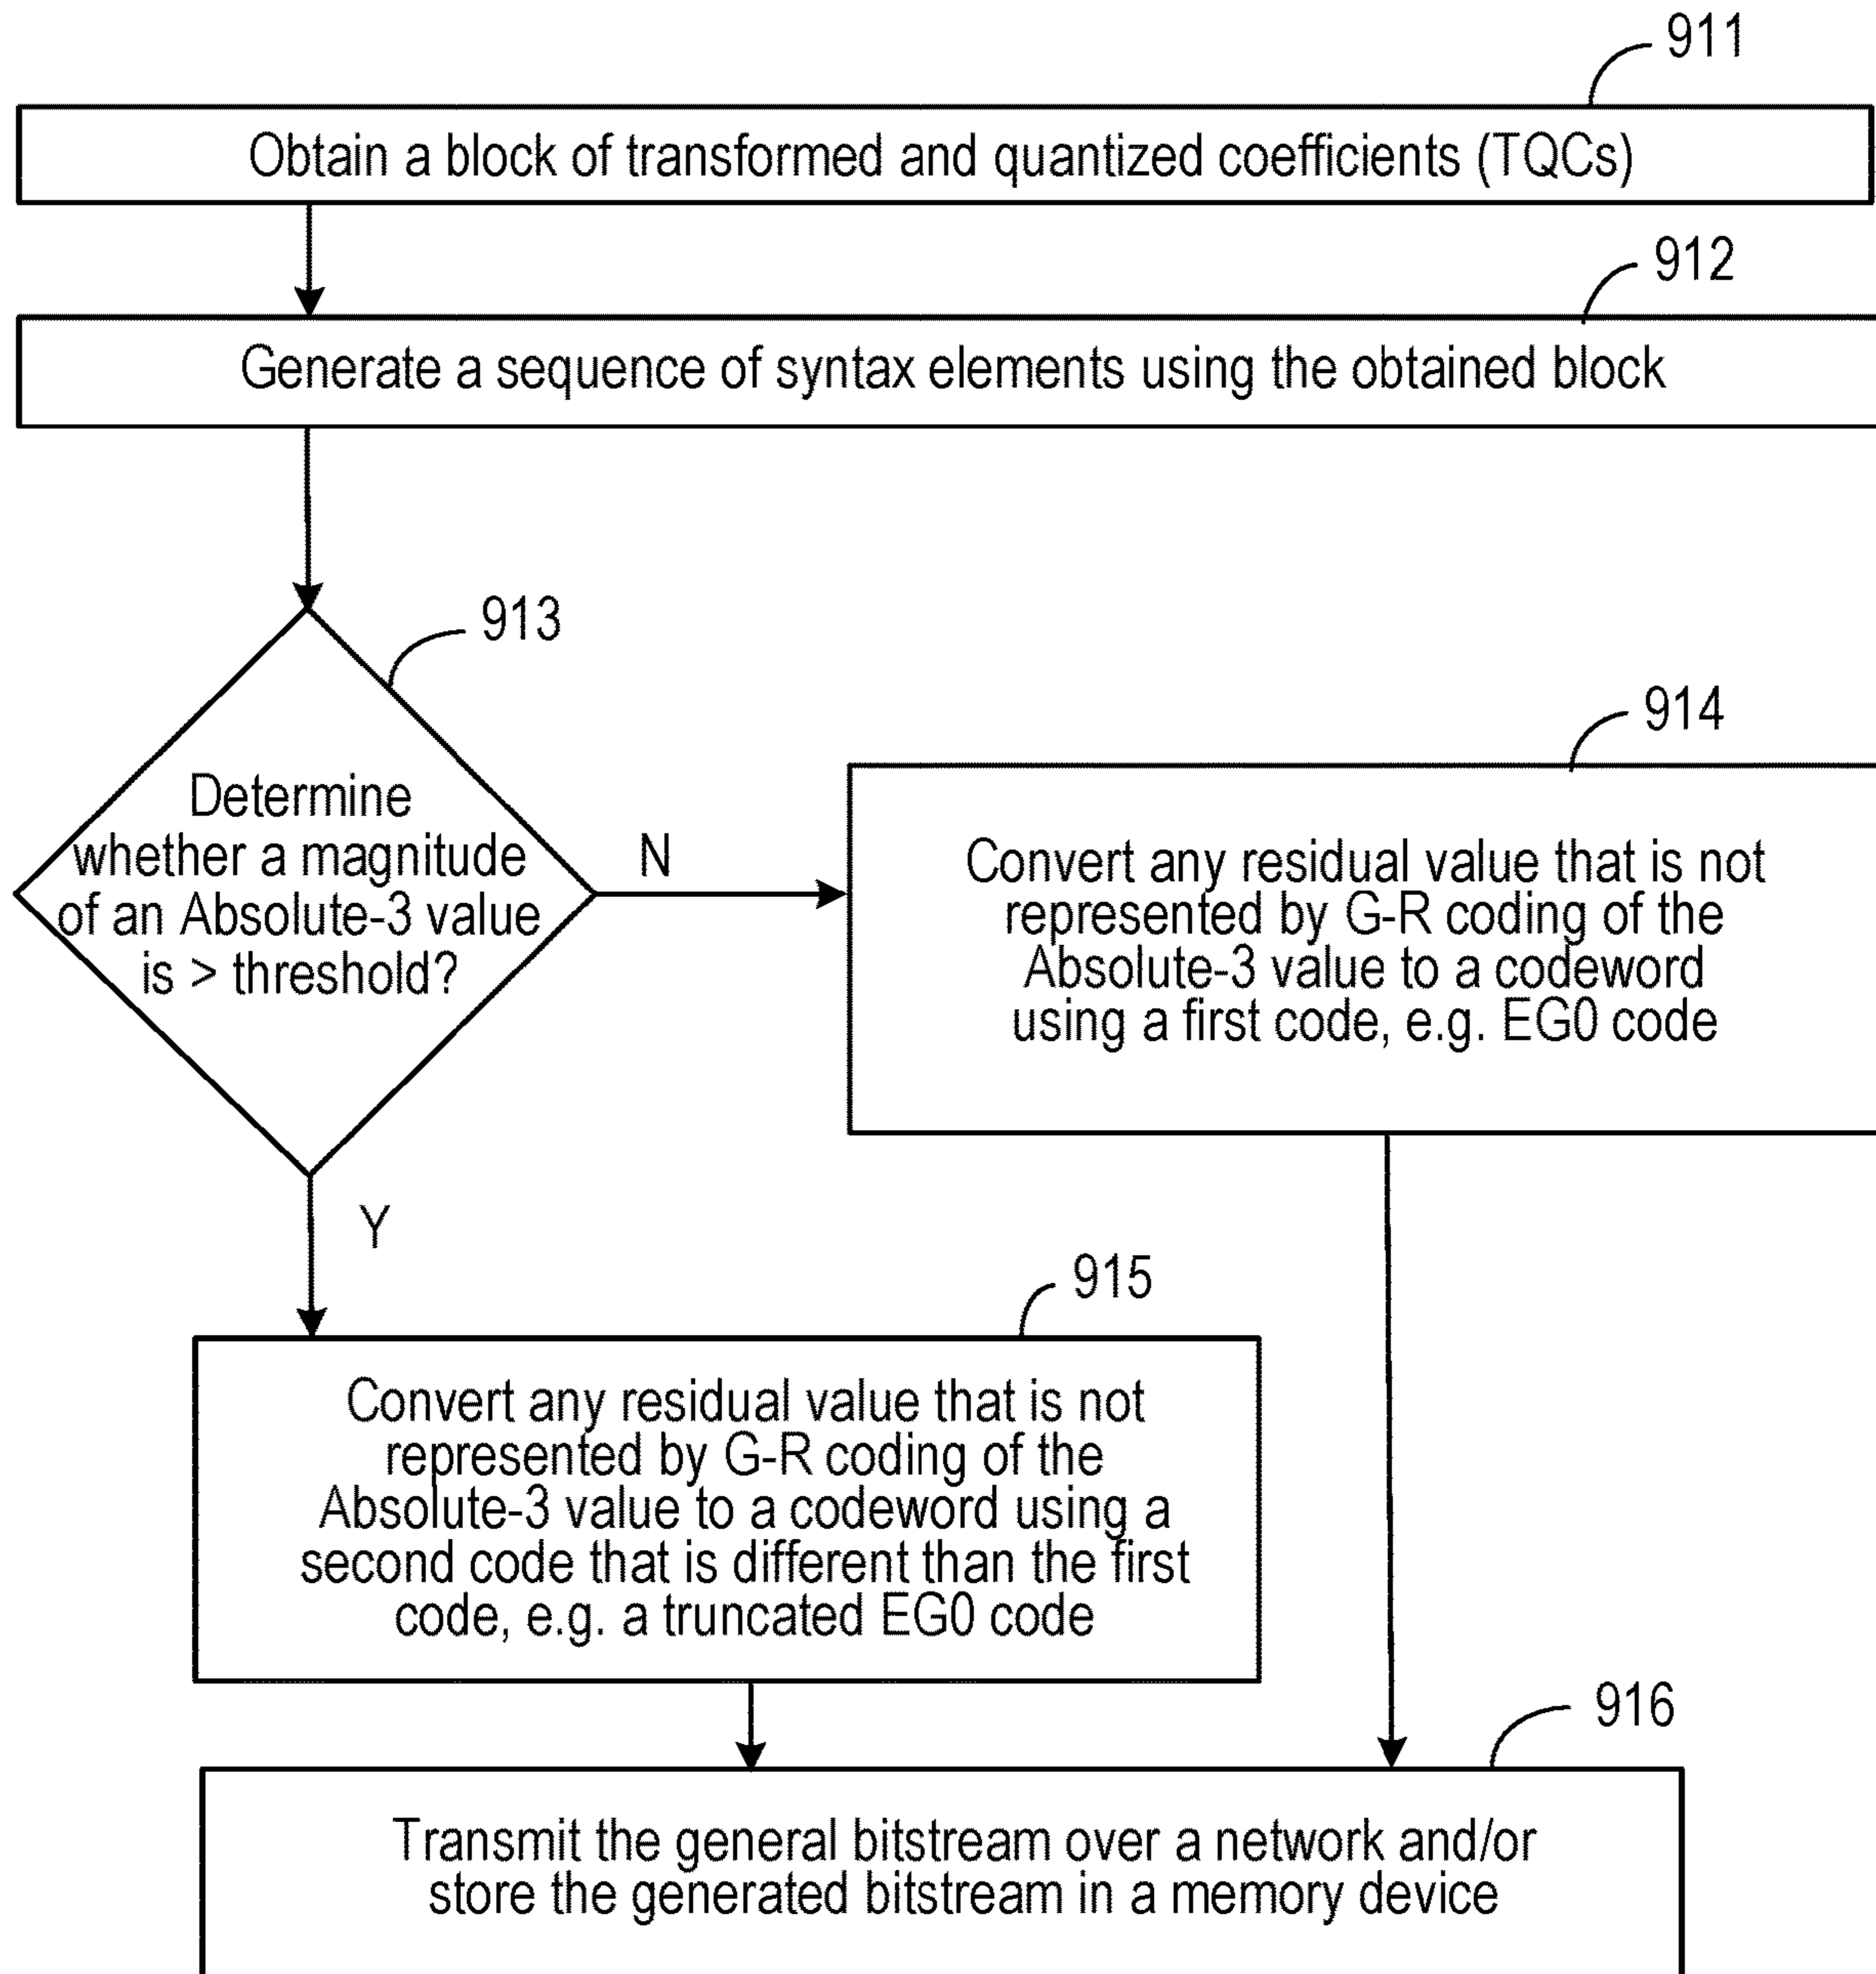 911
Obtain a block of transformed and quantized coefficients (TQCs)
912
Generate a sequence of syntax elements using the obtained block
913
Determine
whether a magnitude
of an Absolute-3 value
is > threshold?
N
914
Convert any residual value that is not
represented by G-R coding of the
Absolute-3 value to a codeword
using a first code, e.g. EG0 code
Y
915
Convert any residual value that is not
represented by G-R coding of the
Absolute-3 value to a codeword using a
second code that is different than the first
code, e.g. a truncated EG0 code
916
Transmit the general bitstream over a network and/or
store the generated bitstream in a memory device